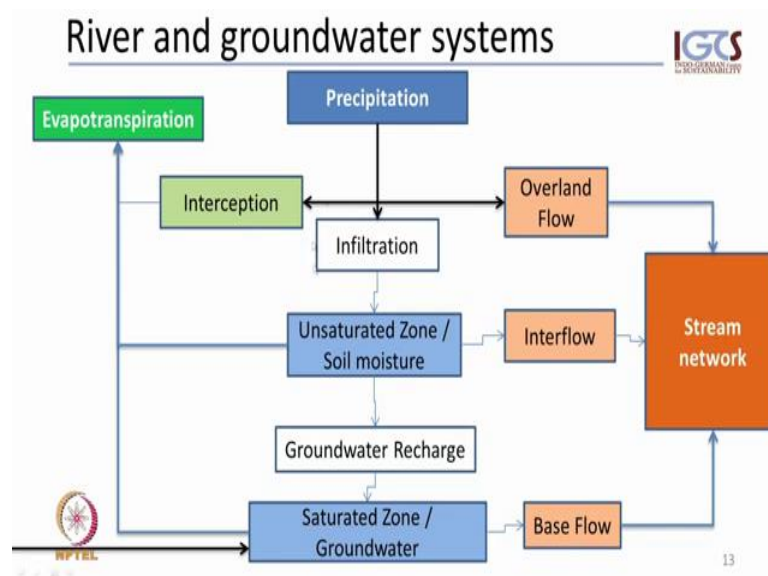 River and groundwater systems
IGCS
INDO-GERMAN CENTRE
for SUSTAINABILITY
Precipitation
Evapotranspiration
Interception
Overland
Flow
Infiltration
Unsaturated Zone /
Soil moisture
Interflow
Stream
network
Groundwater Recharge
Saturated Zone /
Groundwater
Base Flow
NPTEL
13